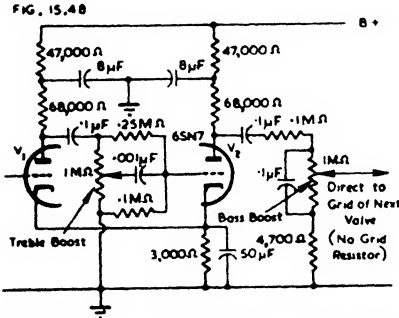 FIG. 15.48
B+
47,000 Ω
8μF
8μF
47,000 Ω
68,000 Ω
68,000 Ω
.1μF
.25MΩ
6SN7
.1μF
.1MΩ
V1
V2
.001μF
1MΩ
1MΩ
.1μF
Direct to
Grid of Next
Valve
(No Grid
Resistor)
.1MΩ
Bass Boost
Treble Boost
3,000Ω
50μF
4,700Ω